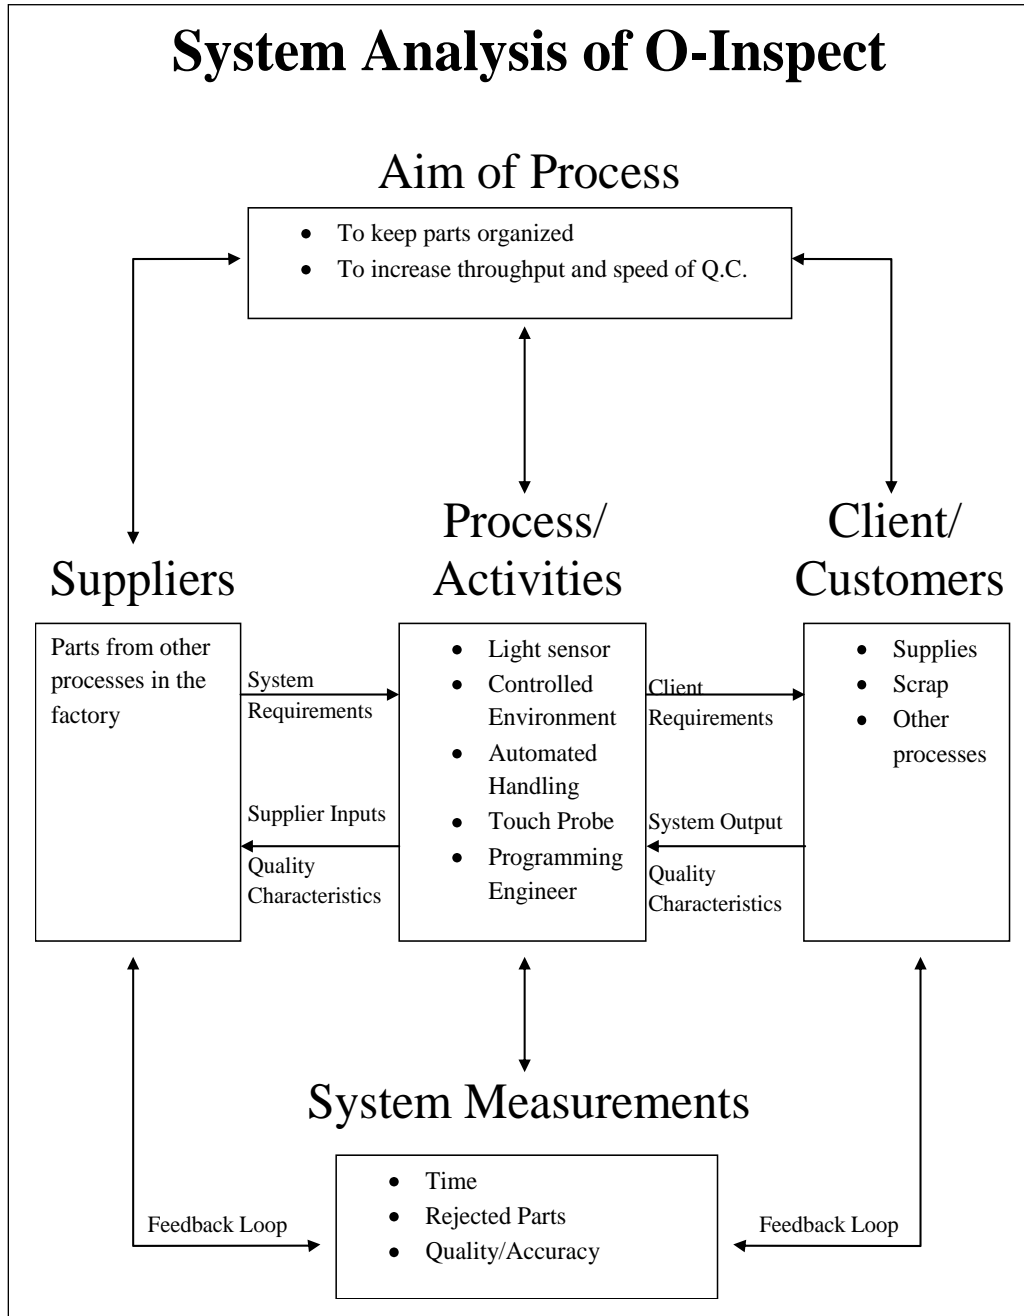 System Analysis of O-Inspect
Aim of Process
• To keep parts organized
• To increase throughput and speed of Q.C.
Suppliers
Process/
Activities
Client/
Customers
Parts from other
processes in the
factory
System
Requirements
Supplier Inputs
Quality
Characteristics
• Light sensor
• Controlled
Environment
• Automated
Handling
• Touch Probe
• Programming
Engineer
Client
Requirements
System Output
Quality
Characteristics
• Supplies
• Scrap
• Other
processes
System Measurements
Feedback Loop
• Time
• Rejected Parts
• Quality/Accuracy
Feedback Loop